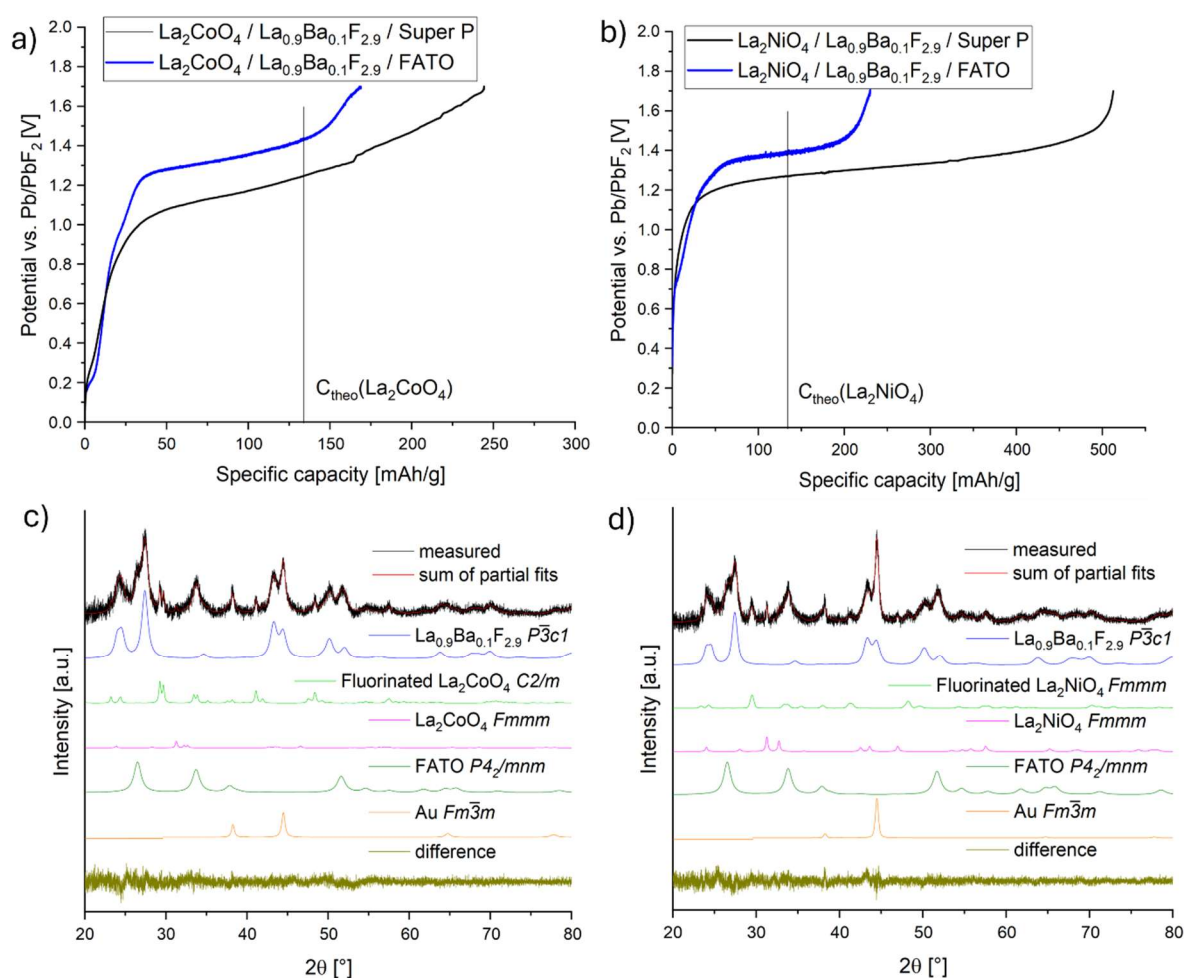 a)
La₂CoO₄ / La₀.₉Ba₀.₁F₂.₉ / Super P
La₂CoO₄ / La₀.₉Ba₀.₁F₂.₉ / FATO
2.0
1.8
1.6
1.4
1.2
1.0
0.8
0.6
0.4
0.2
0.0
Potential vs. Pb/PbF₂ [V]
C_theo(La₂CoO₄)
0 50 100 150 200 250 300
Specific capacity [mAh/g]
b)
La₂NiO₄ / La₀.₉Ba₀.₁F₂.₉ / Super P
La₂NiO₄ / La₀.₉Ba₀.₁F₂.₉ / FATO
2.0
1.8
1.6
1.4
1.2
1.0
0.8
0.6
0.4
0.2
0.0
Potential vs. Pb/PbF₂ [V]
C_theo(La₂NiO₄)
0 100 200 300 400 500
Specific capacity [mAh/g]
c)
Intensity [a.u.]
measured
sum of partial fits
La₀.₉Ba₀.₁F₂.₉ P3̅c1
Fluorinated La₂CoO₄ C2/m
La₂CoO₄ Fmmm
FATO P4₂/mnm
Au Fm3̅m
difference
20 30 40 50 60 70 80
2θ [°]
d)
Intensity [a.u.]
measured
sum of partial fits
La₀.₉Ba₀.₁F₂.₉ P3̅c1
Fluorinated La₂NiO₄ Fmmm
La₂NiO₄ Fmmm
FATO P4₂/mnm
Au Fm3̅m
difference
20 30 40 50 60 70 80
2θ [°]